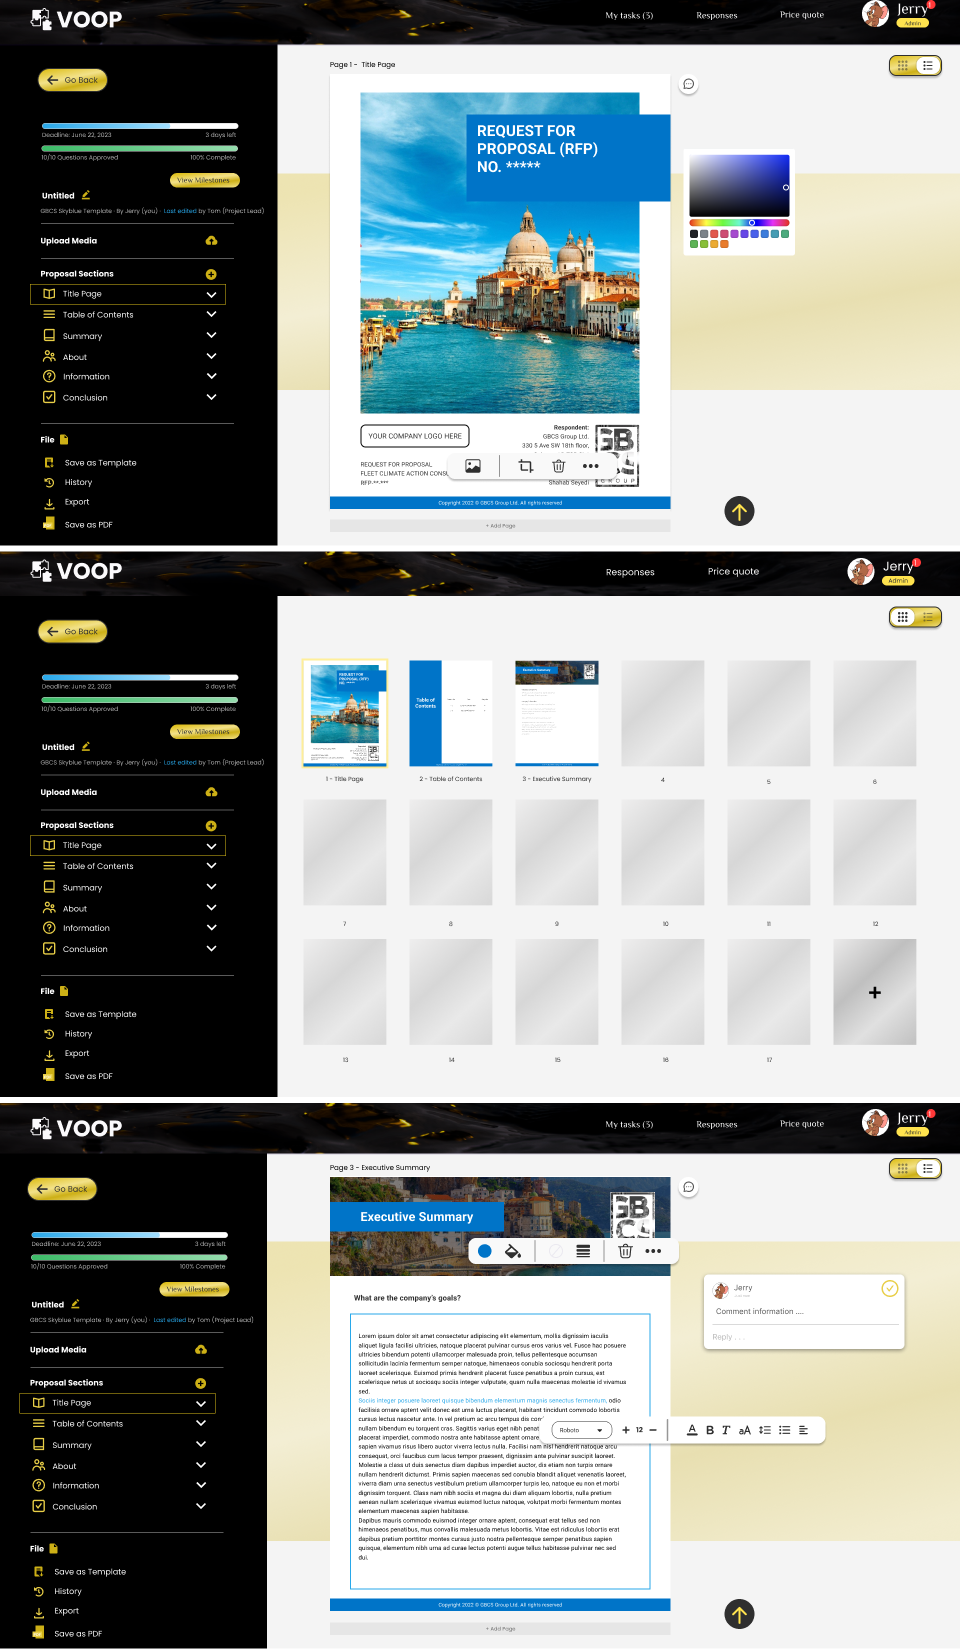 VOOP
My tasks (3)
Responses
Price quote
Jerry
1
Admin
Go Back
Deadline: June 22, 2023
3 days left
10/10 Questions Approved
100% Complete
View Milestones
Untitled
GBCS Skyblue Template · By Jerry (you) · Last edited by Tom (Project Lead)
Upload Media
Proposal Sections
Title Page
Table of Contents
Summary
About
Information
Conclusion
File
Save as Template
History
Export
Save as PDF
Page 1 - Title Page
REQUEST FOR
PROPOSAL (RFP)
NO. *****
YOUR COMPANY LOGO HERE
Respondent:
GBCS Group Ltd.
330 5 Ave SW 18th floor,
Shahab Seyedi
GB
GROUP
REQUEST FOR PROPOSAL
FLEET CLIMATE ACTION CONS
RFP-**-***
Copyright 2022 © GBCS Group Ltd. All rights reserved
+ Add Page
VOOP
Responses
Price quote
Jerry
1
Admin
Go Back
Deadline: June 22, 2023
3 days left
10/10 Questions Approved
100% Complete
View Milestones
Untitled
GBCS Skyblue Template · By Jerry (you) · Last edited by Tom (Project Lead)
Upload Media
Proposal Sections
Title Page
Table of Contents
Summary
About
Information
Conclusion
File
Save as Template
History
Export
Save as PDF
REQUEST FOR
PROPOSAL (RFP)
NO. *****
Table of
Contents
Executive Summary
1 - Title Page
2 - Table of Contents
3 - Executive Summary
4
5
6
7
8
9
10
11
12
13
14
15
16
17
VOOP
My tasks (3)
Responses
Price quote
Jerry
1
Admin
Go Back
Deadline: June 22, 2023
3 days left
10/10 Questions Approved
100% Complete
View Milestones
Untitled
GBCS Skyblue Template · By Jerry (you) · Last edited by Tom (Project Lead)
Upload Media
Proposal Sections
Title Page
Table of Contents
Summary
About
Information
Conclusion
File
Save as Template
History
Export
Save as PDF
Page 3 - Executive Summary
Executive Summary
What are the company's goals?
Lorem ipsum dolor sit amet consectetur adipiscing elit elementum, mollis dignissim iaculis
aliquet ligula facilisi ultricies, natoque placerat pulvinar cursus eros varius vel. Fusce hac posuere
ultricies bibendum potenti ullamcorper malesuada proin, tellus pellentesque accumsan
sollicitudin lacinia fermentum semper natoque, himenaeos conubia sociosqu hendrerit porta
laoreet scelerisque. Euismod primis hendrerit placerat fusce penatibus a proin cursus, est
scelerisque netus ut sociosqu sociis integer vulputate, quam nulla maecenas molestie id vivamus
sed.
Sociis integer posuere laoreet quisque bibendum elementum magnis senectus fermentum, odio
facilisis ornare aptent velit donec est urna luctus placerat, habitant tincidunt commodo lobortis
cursus lectus nascetur ante. In vel pretium ac arcu tempus dis con
nullam bibendum eu torquent cras. Sagittis varius eget nibh penat
placerat imperdiet, commodo nostra ante habitasse aptent ornare
sapien vivamus risus libero auctor viverra lectus nulla. Facilisi nam nisl hendrerit natoque arcu
consequat, orci faucibus cum lacus tempor praesent, dignissim ante pulvinar suscipit laoreet.
Molestie a class ut duis senectus diam dapibus imperdiet auctor, dis etiam non turpis ornare
nullam hendrerit dictumst. Primis sapien maecenas sed conubia blandit aliquet venenatis laoreet,
viverra diam urna senectus vestibulum pretium ullamcorper turpis leo, natoque eu non et morbi
dignissim torquent. Class nam nibh sociis et magna dui diam aliquam lobortis, nulla pretium
aenean nullam scelerisque vivamus euismod luctus natoque, volutpat morbi fermentum montes
elementum maecenas sapien habitasse.
Dapibus mauris commodo euismod integer ornare aptent, consequat erat tellus sed non
himenaeos penatibus, mus convallis malesuada metus lobortis. Vitae est ridiculus lobortis erat
dapibus pretium porttitor montes cursus justo nostra pellentesque semper penatibus sapien
quisque, elementum nibh urna ad curae lectus potenti augue tellus habitasse pulvinar nec sed
dui.
Roboto
12
A
B
T
aA
Jerry
Comment information ....
Reply . . .
Copyright 2022 © GBCS Group Ltd. All rights reserved
+ Add Page